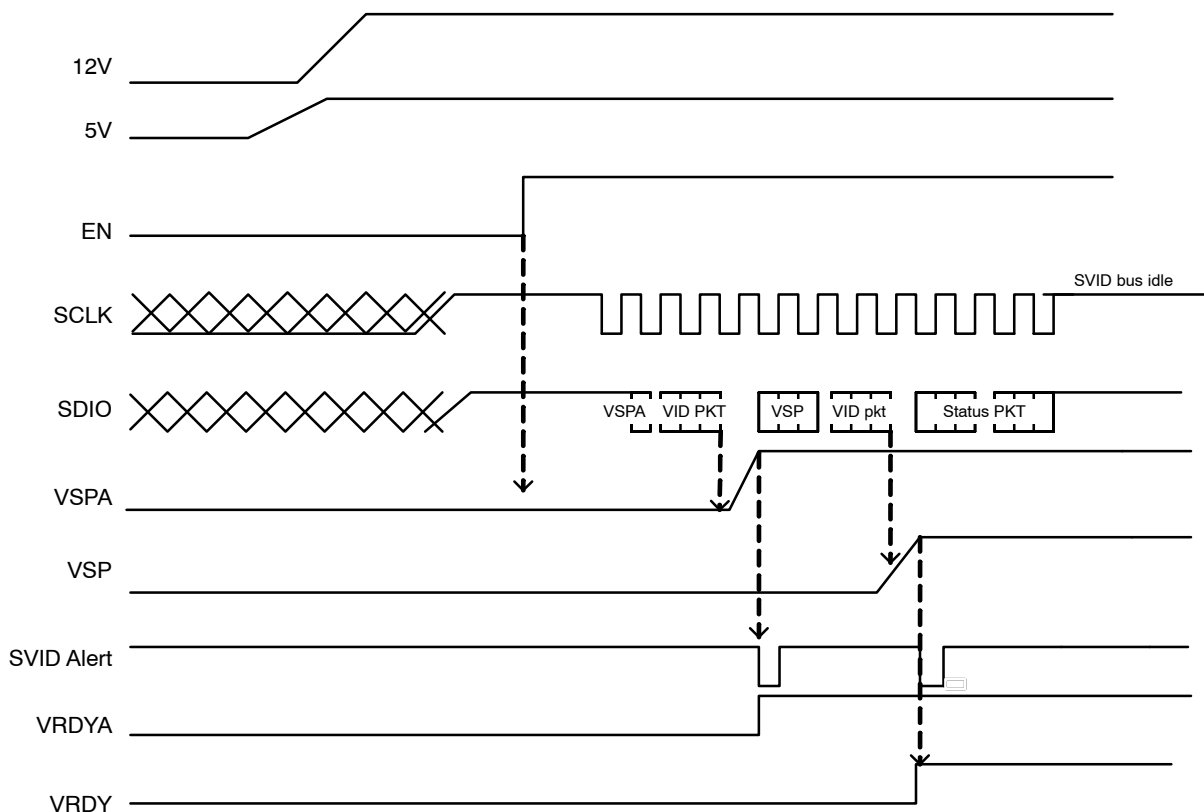 12V
5V
EN
SVID bus idle
SCLK
SDIO
VSPA VID PKT VSP VID pkt Status PKT
VSPA
VSP
SVID Alert
VRDYA
VRDY